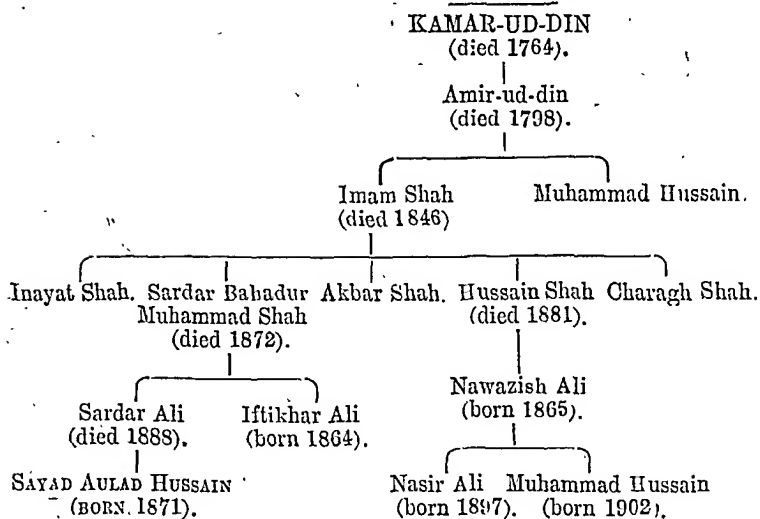 KAMAR-UD-DIN
(died 1764).
Amir-ud-din
(died 1798).
Imam Shah Muhammad Hussain.
(died 1846)
Inayat Shah. Sardar Bahadur Akbar Shah. Hussain Shah Charagh Shah.
Muhammad Shah (died 1881).
(died 1872).
Nawazish Ali
Sardar Ali Iftikhar Ali (born 1865).
(died 1888). (born 1864).
SAYAD AULAD HUSSAIN Nasir Ali Muhammad Hussain
(BORN. 1871). (born 1897). (born 1902).